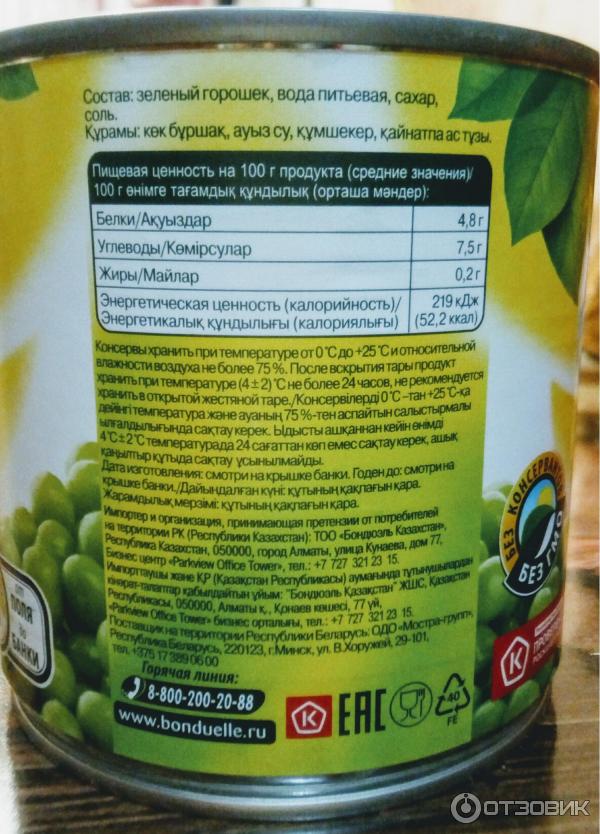 Состав: зеленый горошек, вода питьевая, сахар,
соль.
Құрамы: көк бұршақ, ауыз су, құмшекер, қайнатпа ас тұзы.
Пищевая ценность на 100 г продукта (средние значения)/
100 г өнімге тағамдық құндылық (орташа мәндер):
Белки/Ақуыздар 4,8 г
Углеводы/Көмірсулар 7,5 г
Жиры/Майлар 0,2 г
Энергетическая ценность (калорийность)/ 219 кДж
Энергетикалық құндылығы (калориялығы) (52,2 ккал)
Консервы хранить при температуре от 0 °С до +25 °С и относительной
влажности воздуха не более 75 %. После вскрытия тары продукт
хранить при температуре (4 ± 2) °С не более 24 часов, не рекомендуется
хранить в открытой жестяной таре./Консервілерді 0 °С –тан +25 °С-қа
дейінгі температура және ауаның 75 %-тен аспайтын салыстырмалы
ылғалдылығында сақтау керек. Ыдысты ашқаннан кейін өнімді
4 °С ± 2 °С температурада 24 сағаттан көп емес сақтау керек, ашық
қаңылтыр құтыда сақтау ұсынылмайды.
Дата изготовления: смотри на крышке банки. Годен до: смотри на
крышке банки./Дайындалған күні: құтының қақпағын қара.
Жарамдылық мерзімі: құтының қақпағын қара.
Импортер и организация, принимающая претензии от потребителей
на территории РК (Республики Казахстан): ТОО «Бондюэль Казахстан»,
Республика Казахстан, 050000, город Алматы, улица Кунаева, дом 77,
Бизнес центр «Parkview Office Tower», тел.: +7 727 321 23 15.
Импорттаушы және ҚР (Қазақстан Республикасы) аумағында тұтынушылардан
кінәрат-талаптар қабылдайтын ұйым: "Бондюэль Қазақстан" ЖШС, Қазақстан
Республикасы, 050000, Алматы қ., Қонаев көшесі, 77 үй,
«Parkview Office Tower» бизнес орталығы, тел.: +7 727 321 23 15.
Поставщик на территории Республики Беларусь: ОДО «Мостра-групп»,
Республика Беларусь, 220123, г.Минск, ул. В.Хоружей, 29-101,
тел. +375 17 389 06 00
Горячая линия:
8-800-200-20-88
www.bonduelle.ru
К
EAC
40
FE
БЕЗ КОНСЕРВАНТОВ
БЕЗ ГМО
ПОЛЯ
до
БАНКИ
К
ОТЗОВИК